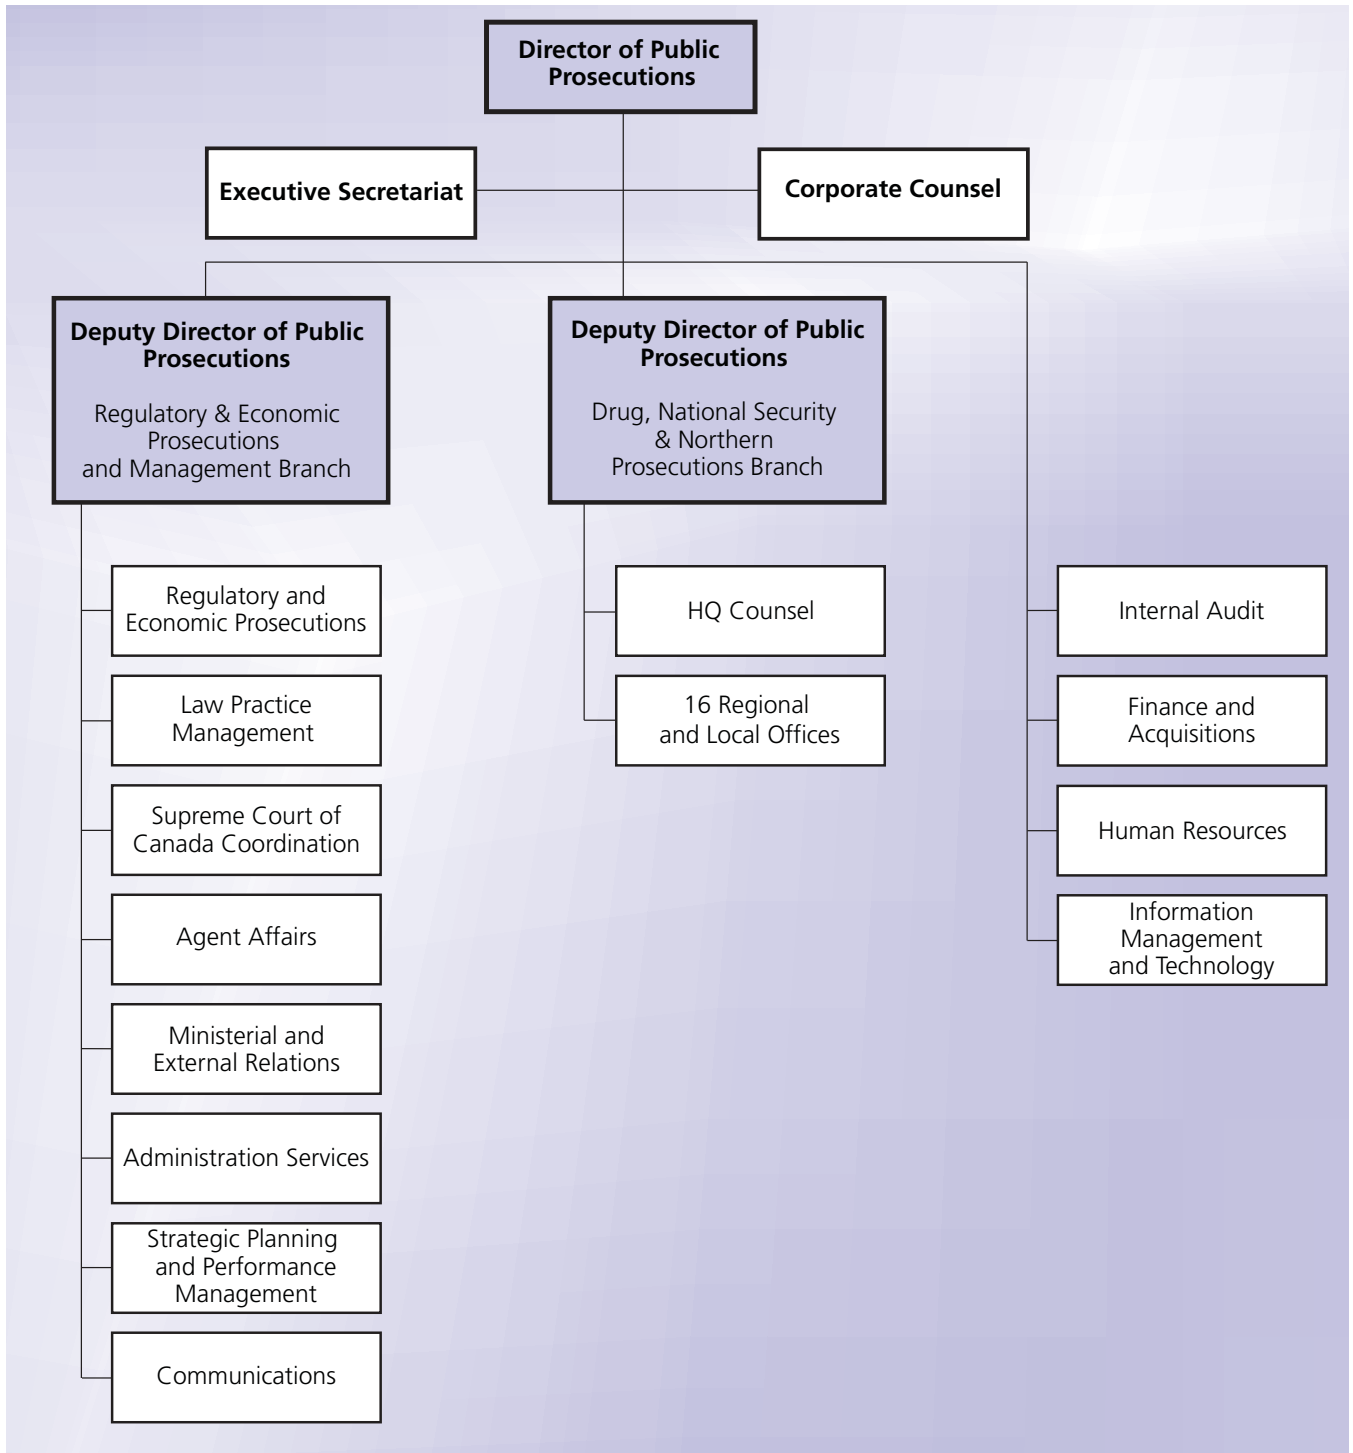 Director of Public
Prosecutions
Executive Secretariat
Corporate Counsel
Deputy Director of Public
Prosecutions
Regulatory & Economic
Prosecutions
and Management Branch
Deputy Director of Public
Prosecutions
Drug, National Security
& Northern
Prosecutions Branch
Regulatory and
Economic Prosecutions
Law Practice
Management
Supreme Court of
Canada Coordination
Agent Affairs
Ministerial and
External Relations
Administration Services
Strategic Planning
and Performance
Management
Communications
HQ Counsel
16 Regional
and Local Offices
Internal Audit
Finance and
Acquisitions
Human Resources
Information
Management
and Technology